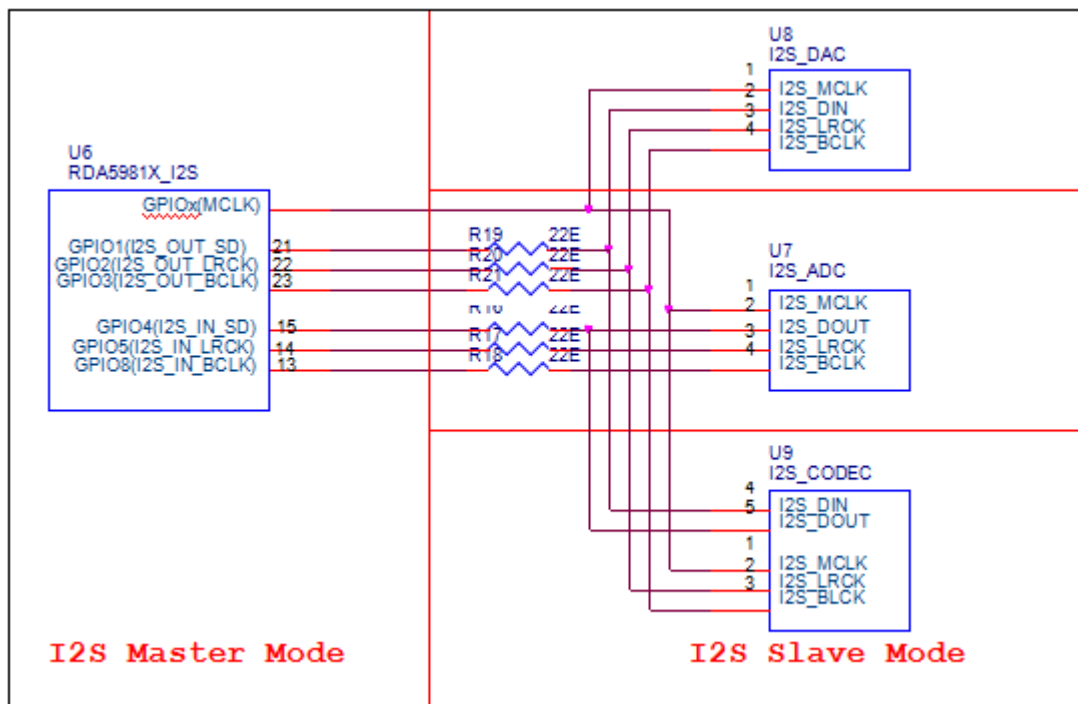 U8
I2S_DAC
1
I2S_MCLK
2
I2S_DIN
3
I2S_LRCK
4
I2S_BCLK
U6
RDA5981X_I2S
GPIOx(MCLK)
GPIO1(I2S_OUT_SD) 21
GPIO2(I2S_OUT_LRCK) 22
GPIO3(I2S_OUT_BCLK) 23
GPIO4(I2S_IN_SD) 15
GPIO5(I2S_IN_LRCK) 14
GPIO8(I2S_IN_BCLK) 13
R19 22E
R20 22E
R21 22E
R16 22E
R17 22E
R18 22E
U7
I2S_ADC
1
I2S_MCLK
2
I2S_DOUT
3
I2S_LRCK
4
I2S_BCLK
U9
I2S_CODEC
4
I2S_DIN
5
I2S_DOUT
1
I2S_MCLK
2
I2S_LRCK
3
I2S_BLCK
I2S Master Mode
I2S Slave Mode